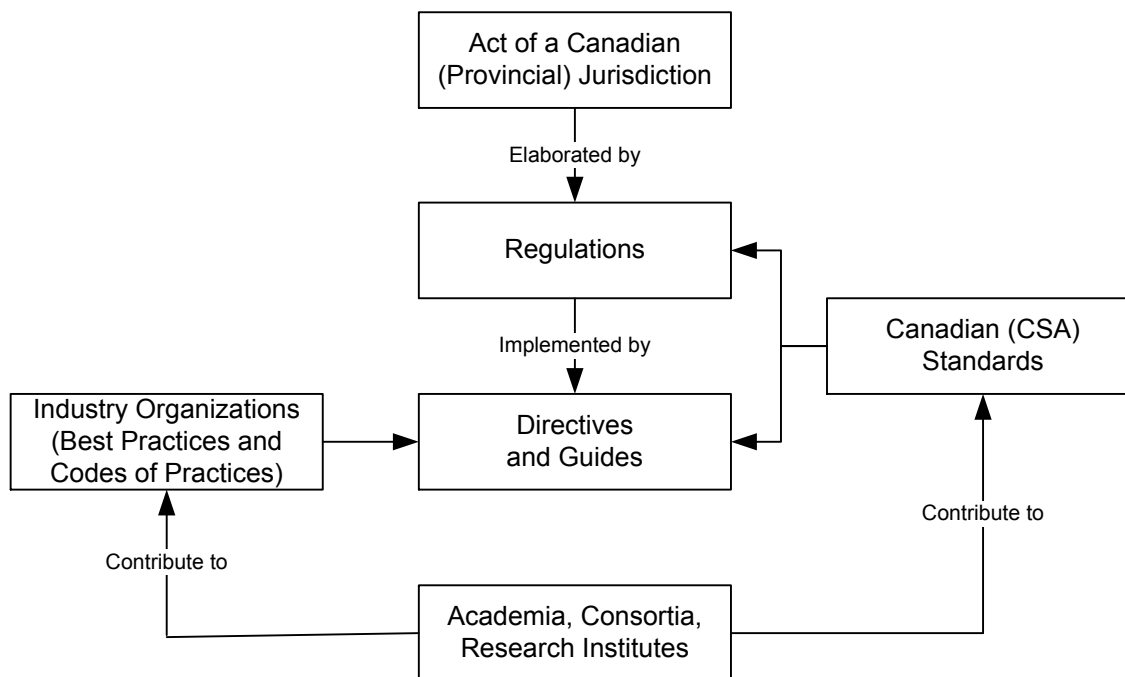 Act of a Canadian
(Provincial) Jurisdiction
Elaborated by
Regulations
Canadian (CSA)
Standards
Implemented by
Industry Organizations
(Best Practices and
Codes of Practices)
Directives
and Guides
Contribute to
Contribute to
Academia, Consortia,
Research Institutes